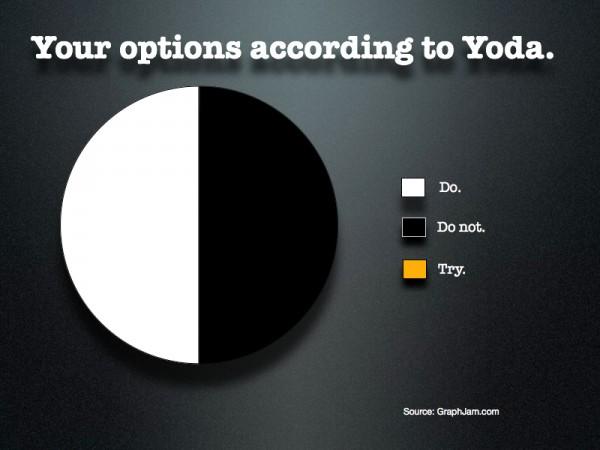 Your options according to Yoda.
Do.
Do not.
Try.
Source: GraphJam.com